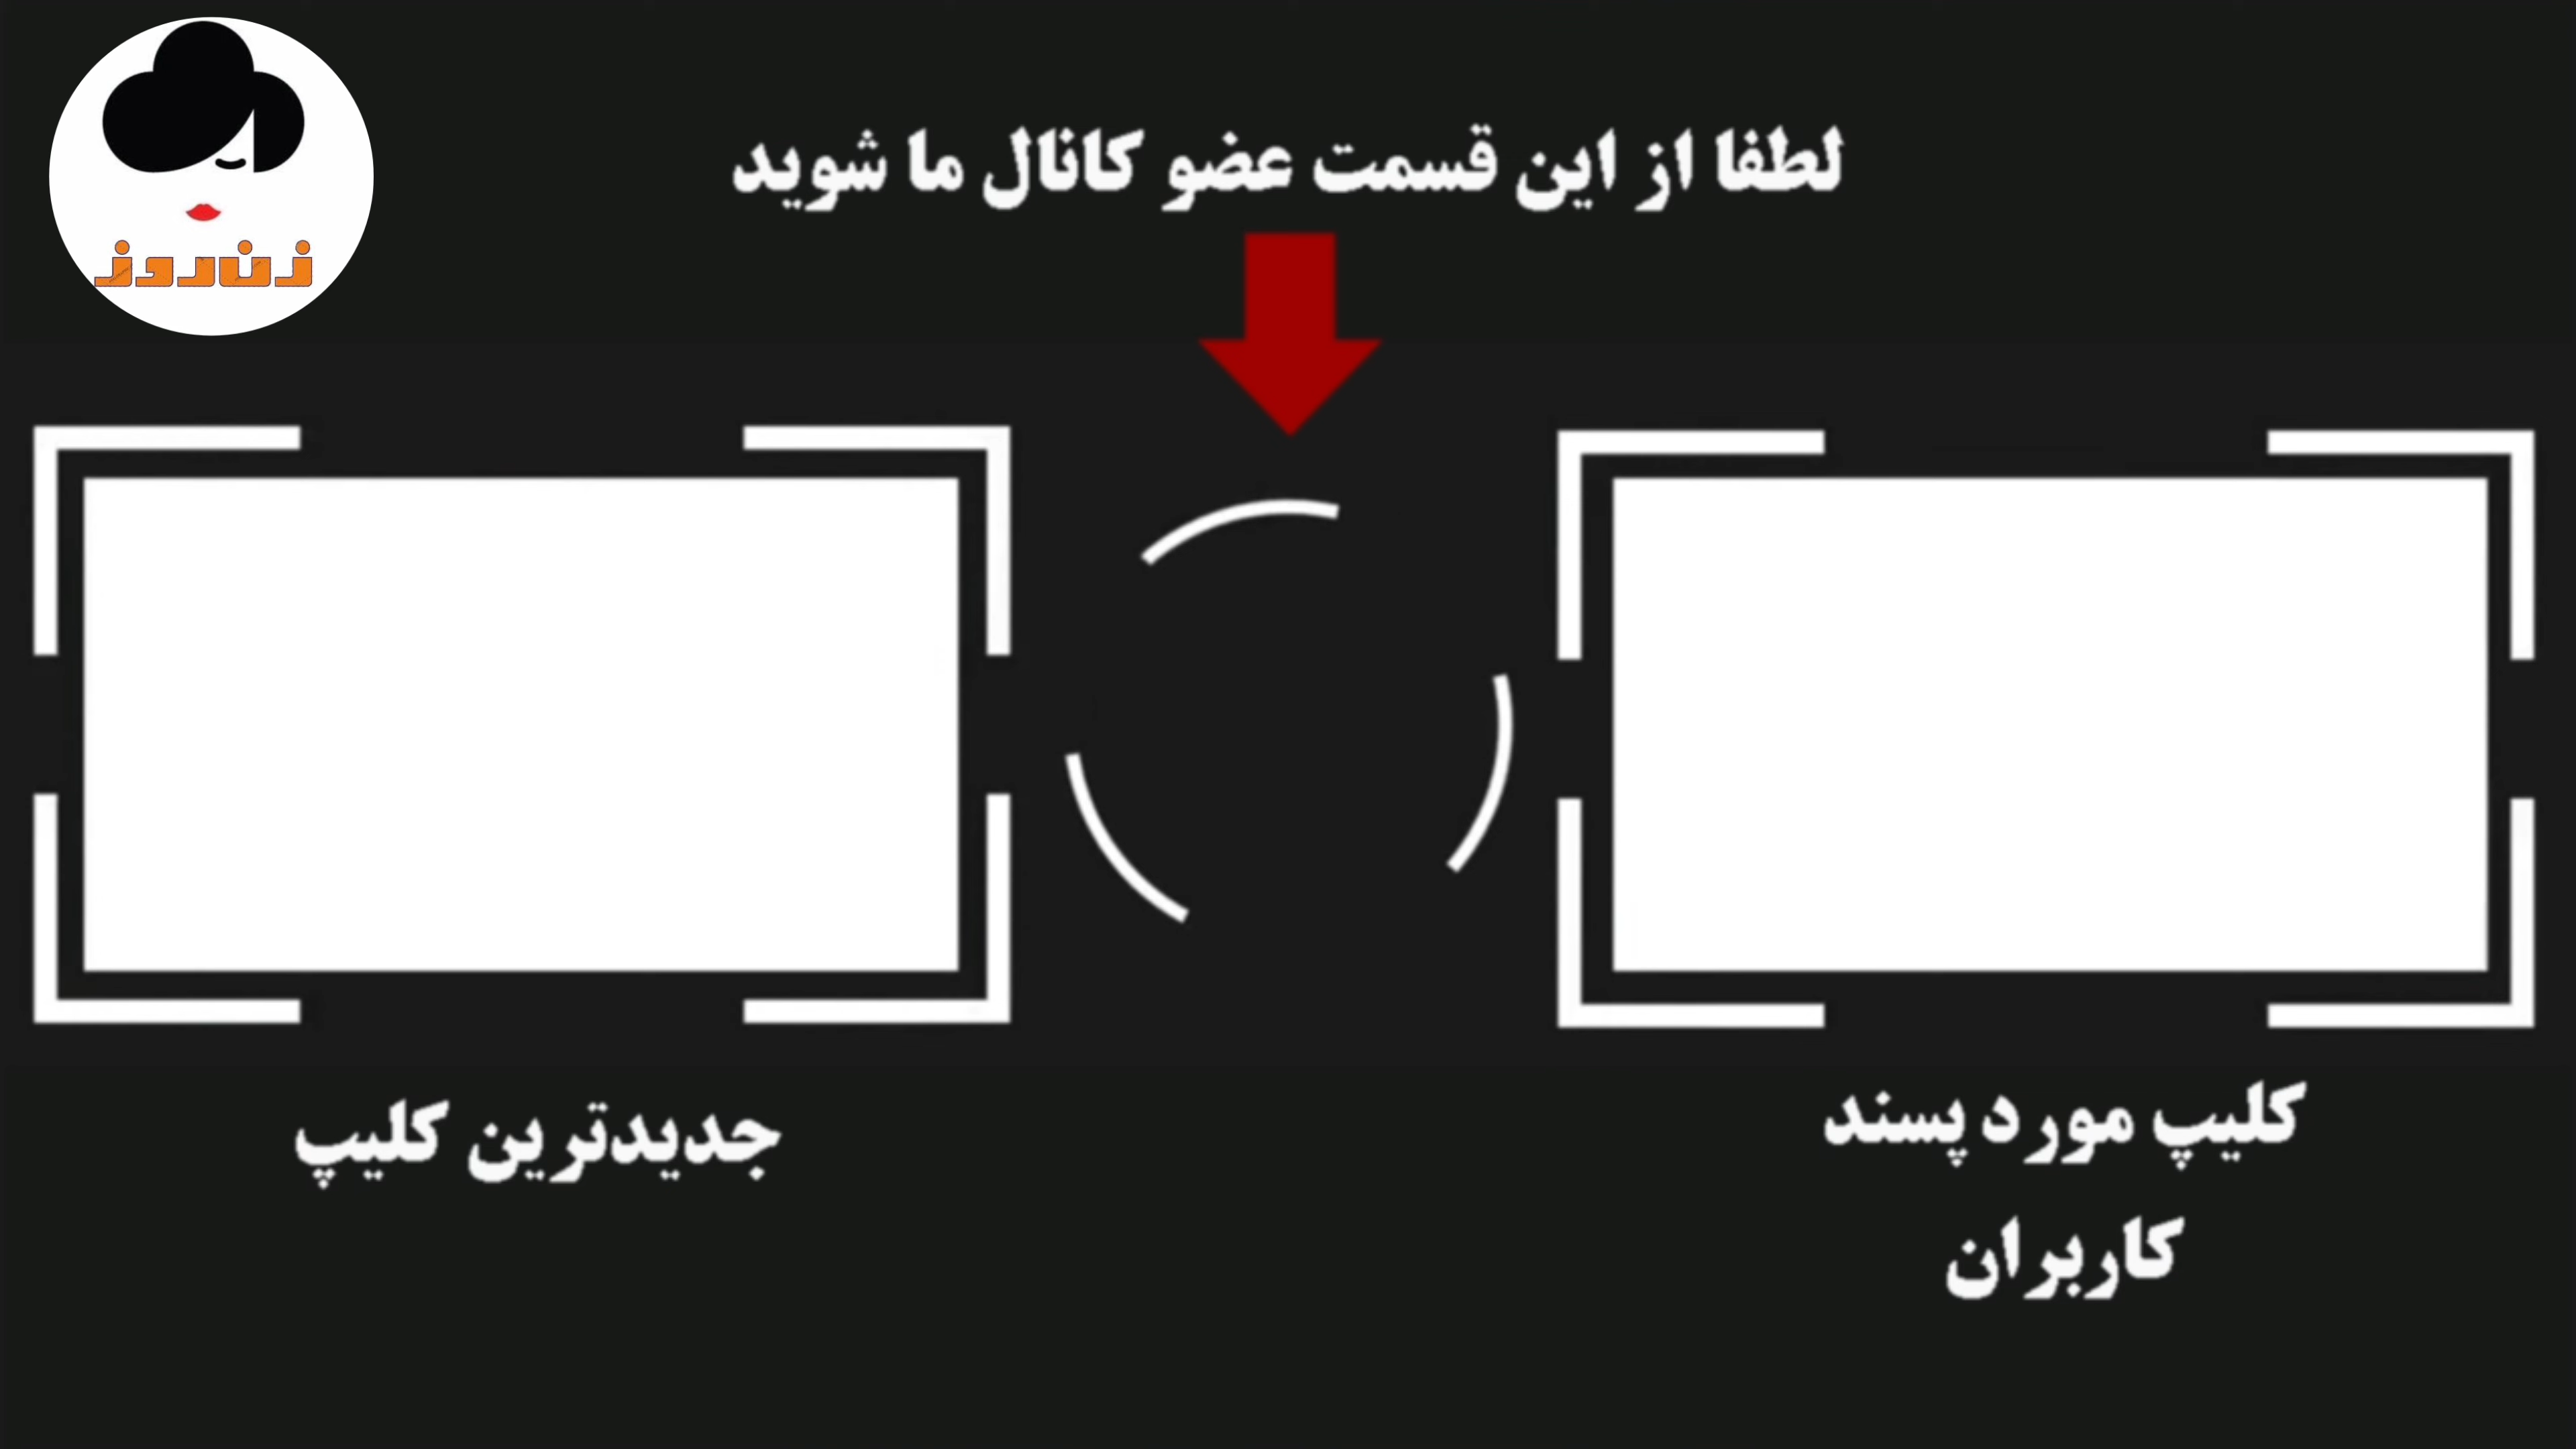 زن روز
لطفا از این قسمت عضو کانال ما شوید
کلیپ مورد پسند
کاربران
جدیدترین کلیپ